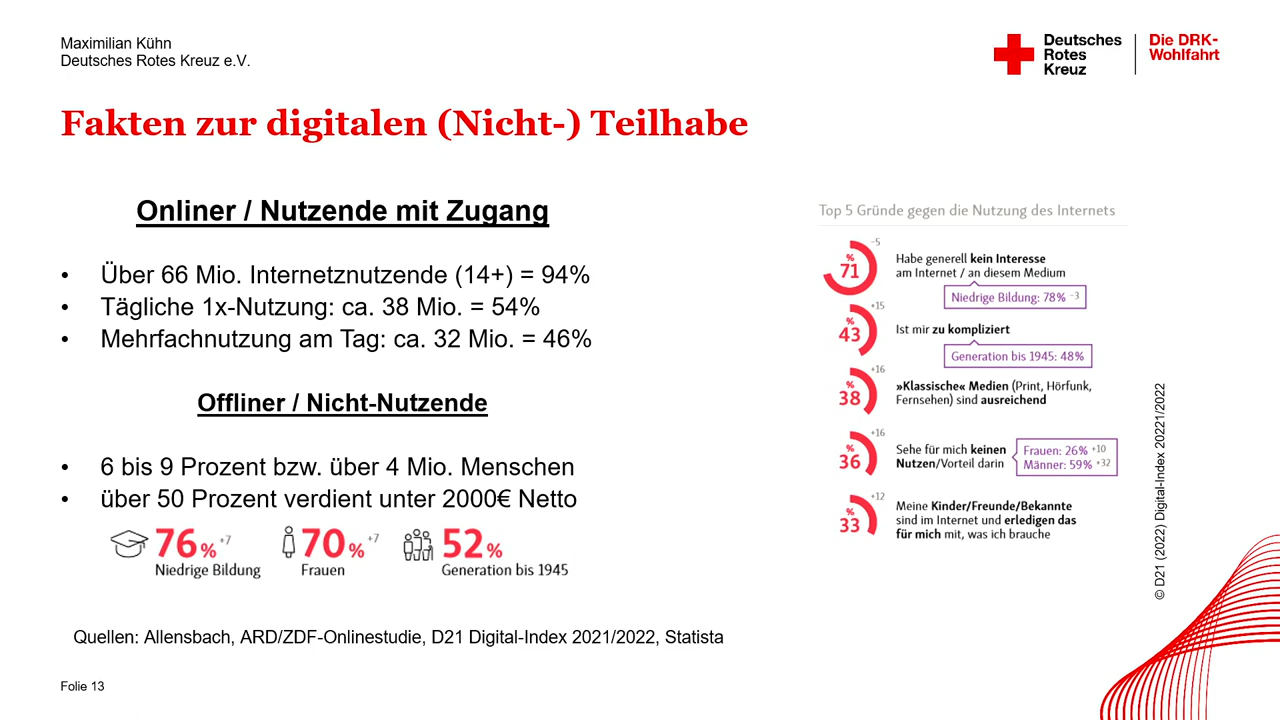 Maximilian Kühn
Deutsches Rotes Kreuz e.V.
Deutsches
Rotes
Kreuz
Die DRK-
Wohlfahrt
Fakten zur digitalen (Nicht-) Teilhabe
Onliner / Nutzende mit Zugang
• Über 66 Mio. Internetznutzende (14+) = 94%
• Tägliche 1x-Nutzung: ca. 38 Mio. = 54%
• Mehrfachnutzung am Tag: ca. 32 Mio. = 46%
Offliner / Nicht-Nutzende
• 6 bis 9 Prozent bzw. über 4 Mio. Menschen
• über 50 Prozent verdient unter 2000€ Netto
76% +7
Niedrige Bildung
70% +7
Frauen
52%
Generation bis 1945
Top 5 Gründe gegen die Nutzung des Internets
% 71 −5
Habe generell kein Interesse
am Internet / an diesem Medium
Niedrige Bildung: 78% −3
% 43 +15
Ist mir zu kompliziert
Generation bis 1945: 48%
% 38 +16
»Klassische« Medien (Print, Hörfunk,
Fernsehen) sind ausreichend
% 36 +16
Sehe für mich keinen
Nutzen/Vorteil darin
Frauen: 26% +10
Männer: 59% +32
% 33 +12
Meine Kinder/Freunde/Bekannte
sind im Internet und erledigen das
für mich mit, was ich brauche
© D21 (2022) Digital-Index 20221/2022
Quellen: Allensbach, ARD/ZDF-Onlinestudie, D21 Digital-Index 2021/2022, Statista
Folie 13